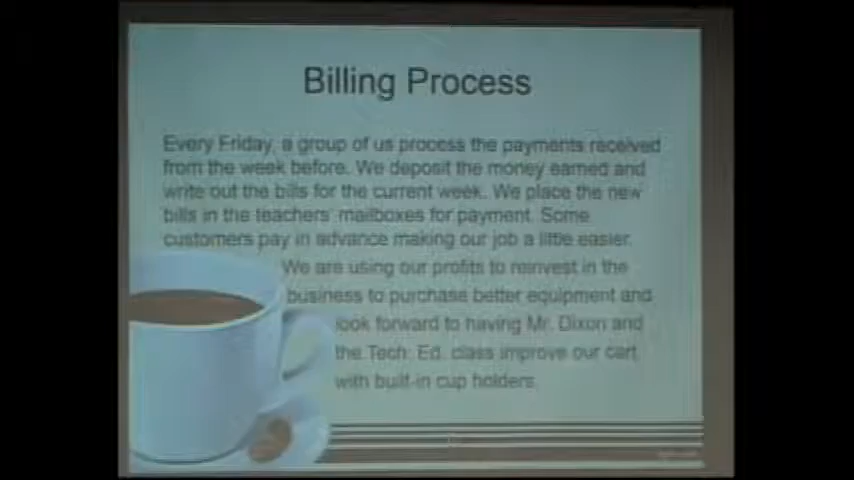 Billing Process
Every Friday, a group of us process the payments received
from the week before. We deposit the money earned and
write out the bills for the current week. We place the new
bills in the teachers' mailboxes for payment. Some
customers pay in advance making our job a little easier.
We are using our profits to reinvest in the
business to purchase better equipment and
look forward to having Mr. Dixon and
the Tech. Ed. class improve our cart
with built-in cup holders.